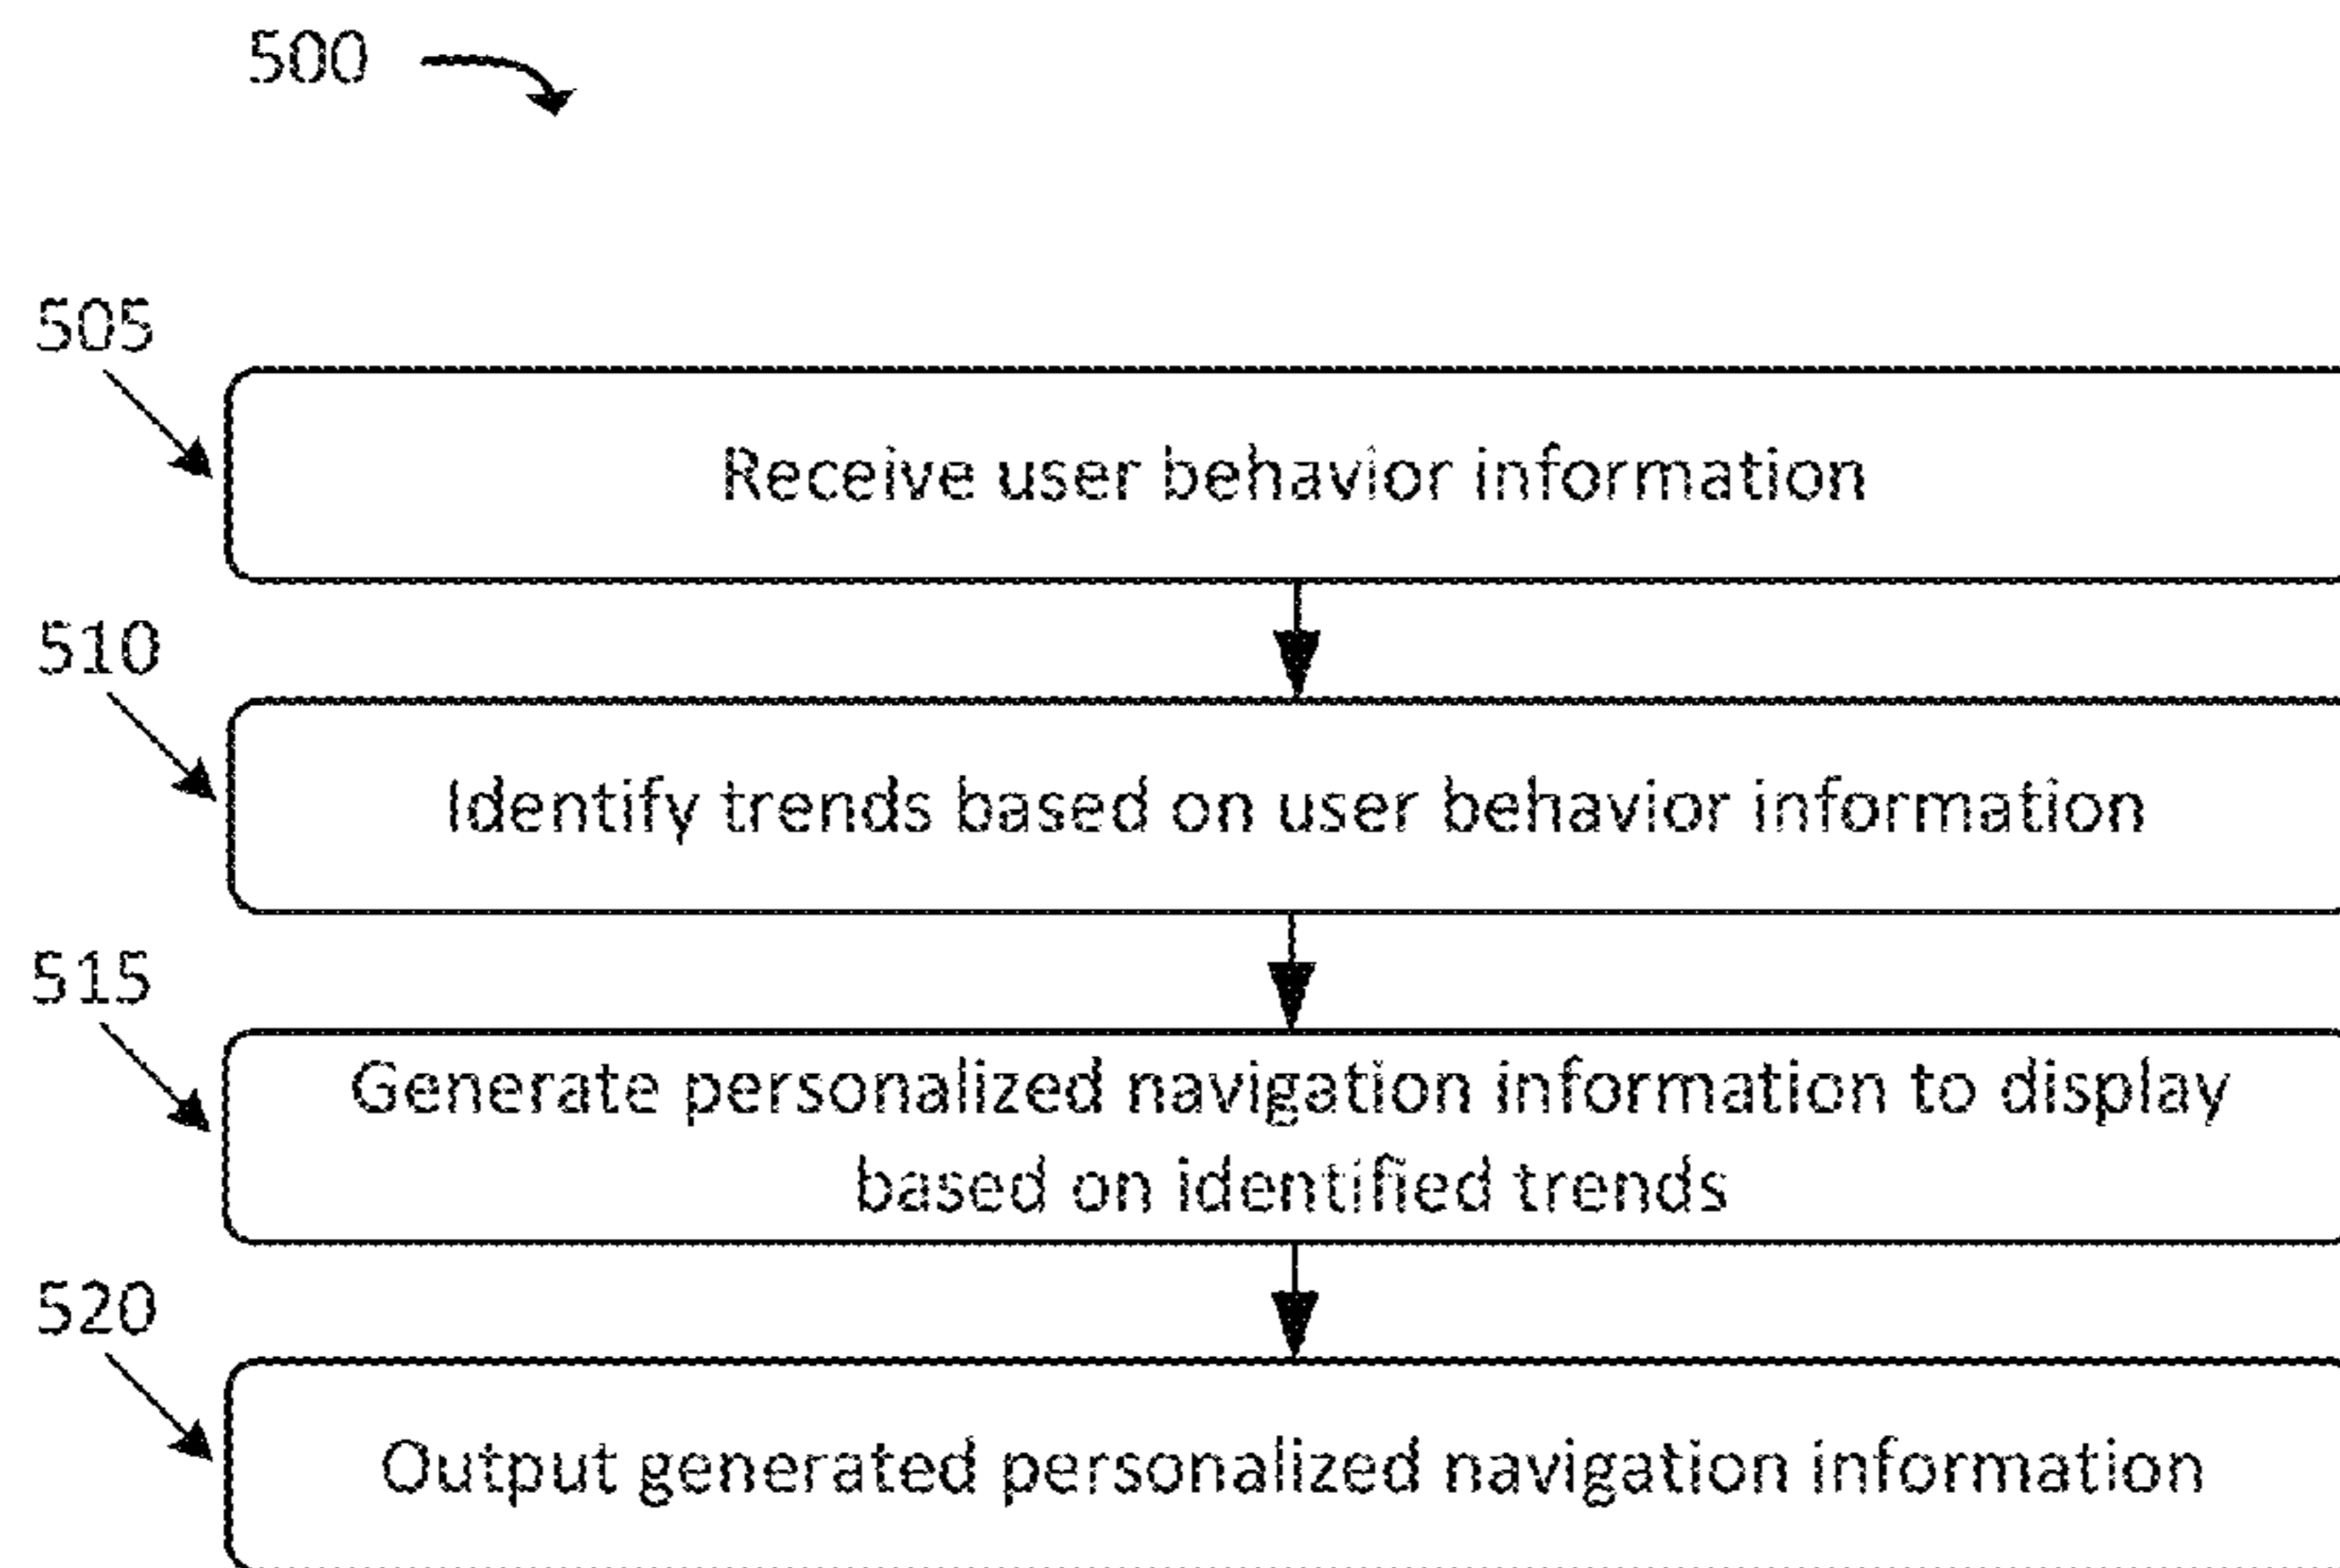 500
505
Receive user behavior information
510
Identify trends based on user behavior information
515
Generate personalized navigation information to display
based on identified trends
520
Output generated personalized navigation information